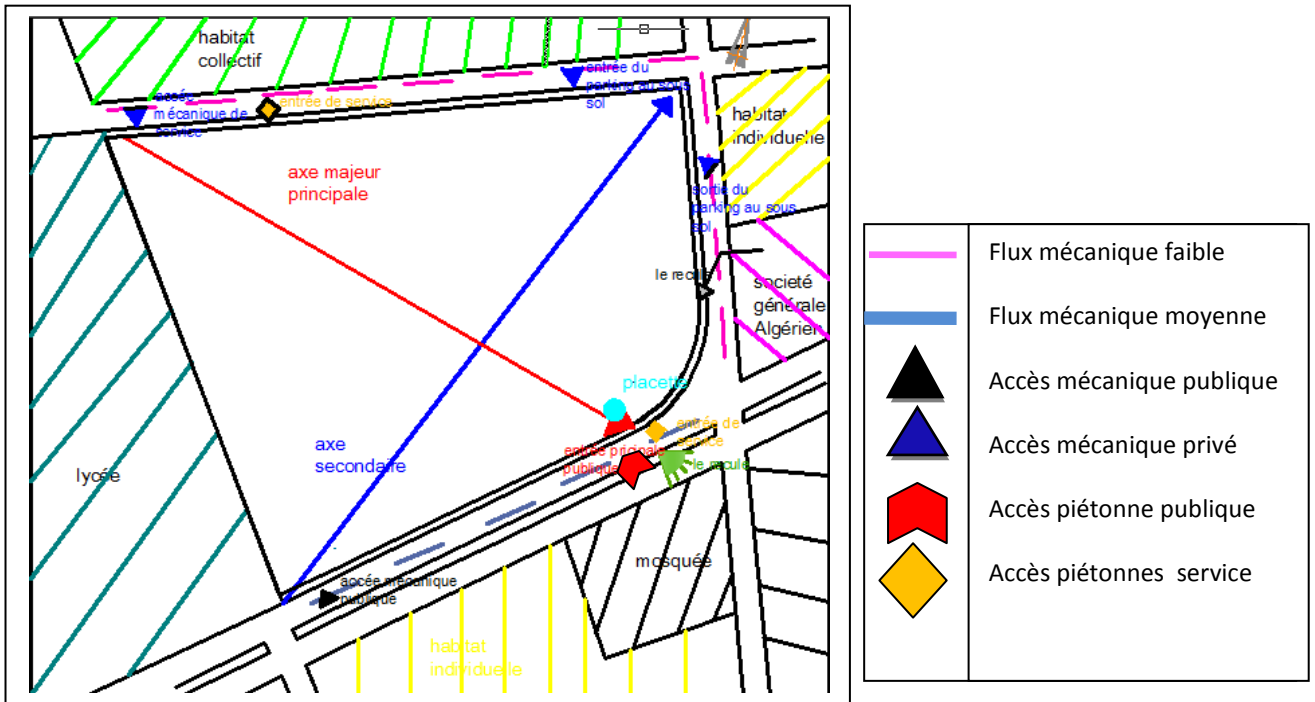 habitat
collectif
entrée du
parking au sous
sol
accée
mécanique de
service
entrée de service
habitat
individuelle
axe majeur
principale
sortie du
parking au sous
sol
le recule
societé
générale
Algérien
placette
entrée de
service
entrée pricipale
publique
le recule
axe
secondaire
lycée
mosquée
accée mécanique
publique
habitat
individuelle
Flux mécanique faible
Flux mécanique moyenne
Accès mécanique publique
Accès mécanique privé
Accès piétonne publique
Accès piétonnes service